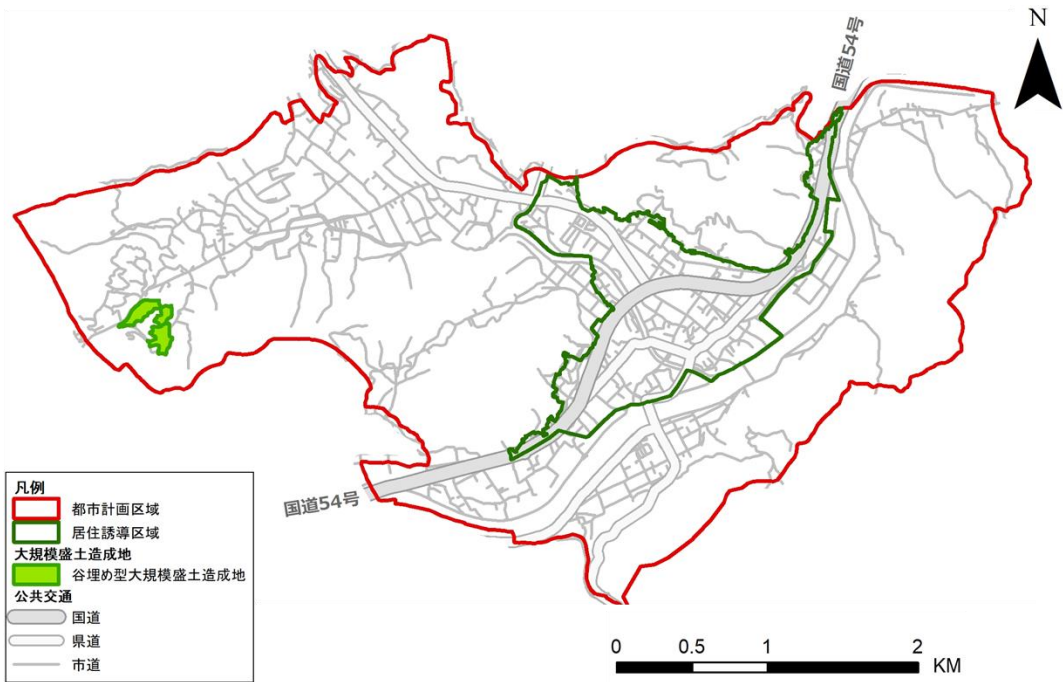 N
国道54号
国道54号
凡例
都市計画区域
居住誘導区域
大規模盛土造成地
谷埋め型大規模盛土造成地
公共交通
国道
県道
市道
0 0.5 1 2
KM